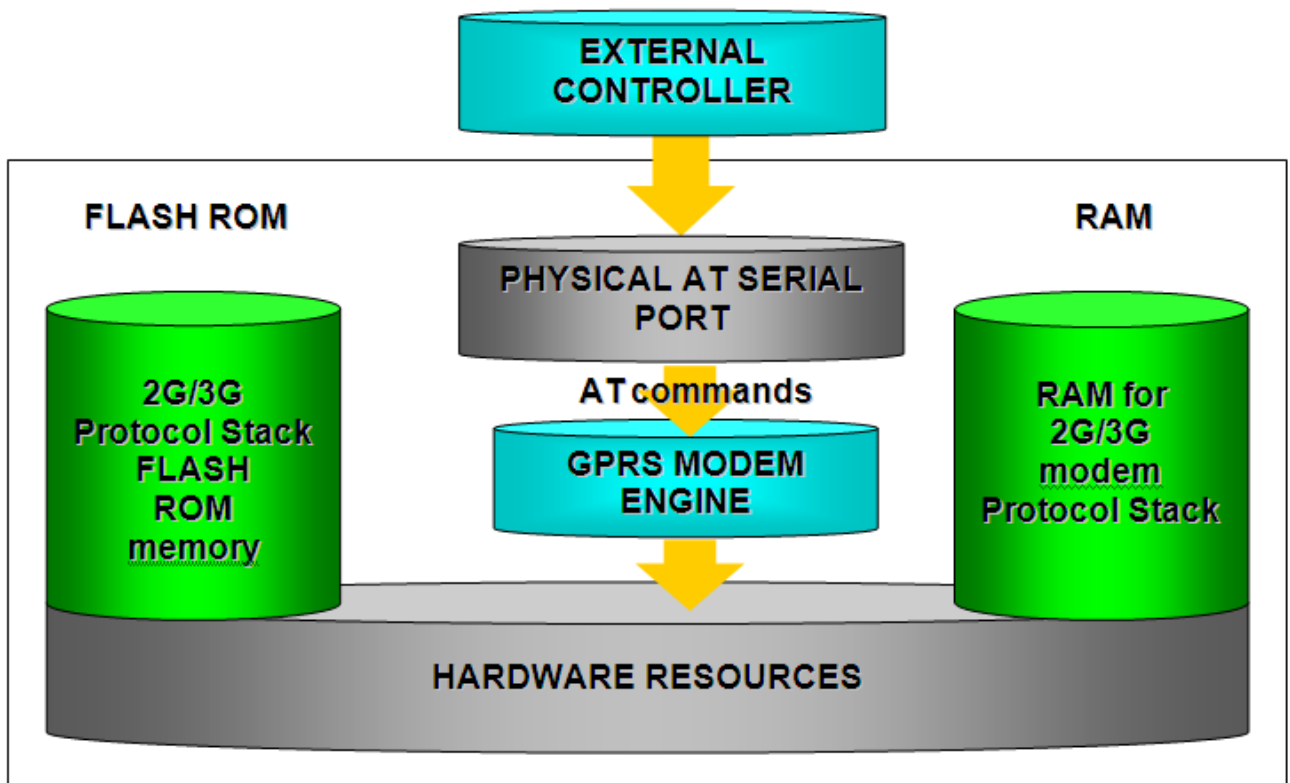 EXTERNAL
CONTROLLER
FLASH ROM
RAM
PHYSICAL AT SERIAL
PORT
AT commands
2G/3G
Protocol Stack
FLASH
ROM
memory
GPRS MODEM
ENGINE
RAM for
2G/3G
modem
Protocol Stack
HARDWARE RESOURCES